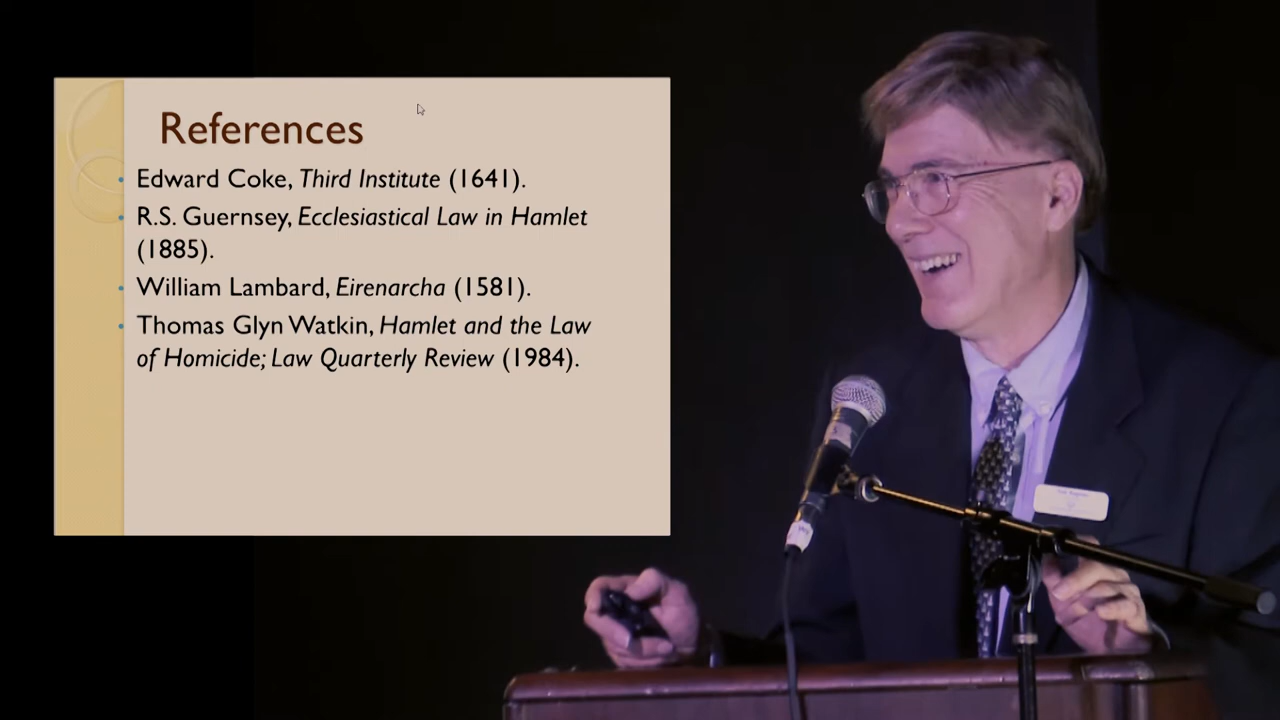 References
Edward Coke, Third Institute (1641).
R.S. Guernsey, Ecclesiastical Law in Hamlet
(1885).
William Lambard, Eirenarcha (1581).
Thomas Glyn Watkin, Hamlet and the Law
of Homicide; Law Quarterly Review (1984).